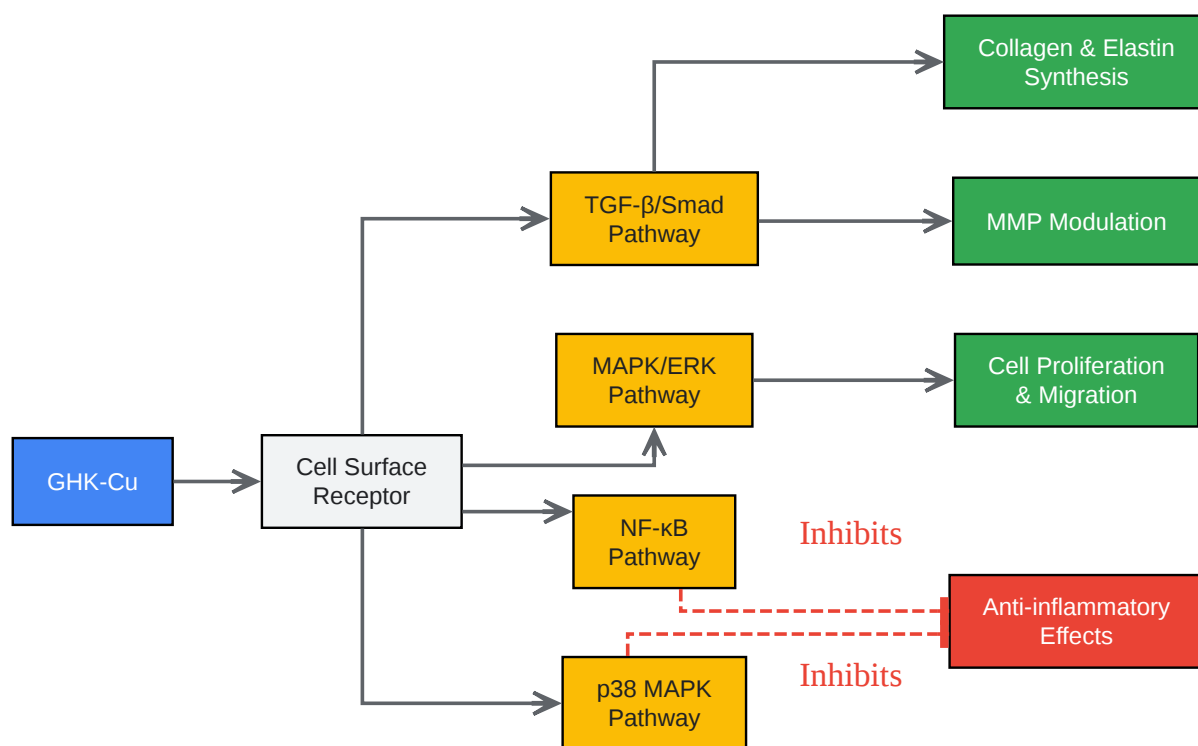 Collagen & Elastin
Synthesis
TGF-β/Smad
Pathway
MMP Modulation
MAPK/ERK
Pathway
Cell Proliferation
& Migration
GHK-Cu
Cell Surface
Receptor
NF-κB
Pathway
Inhibits
Anti-inflammatory
Effects
Inhibits
p38 MAPK
Pathway